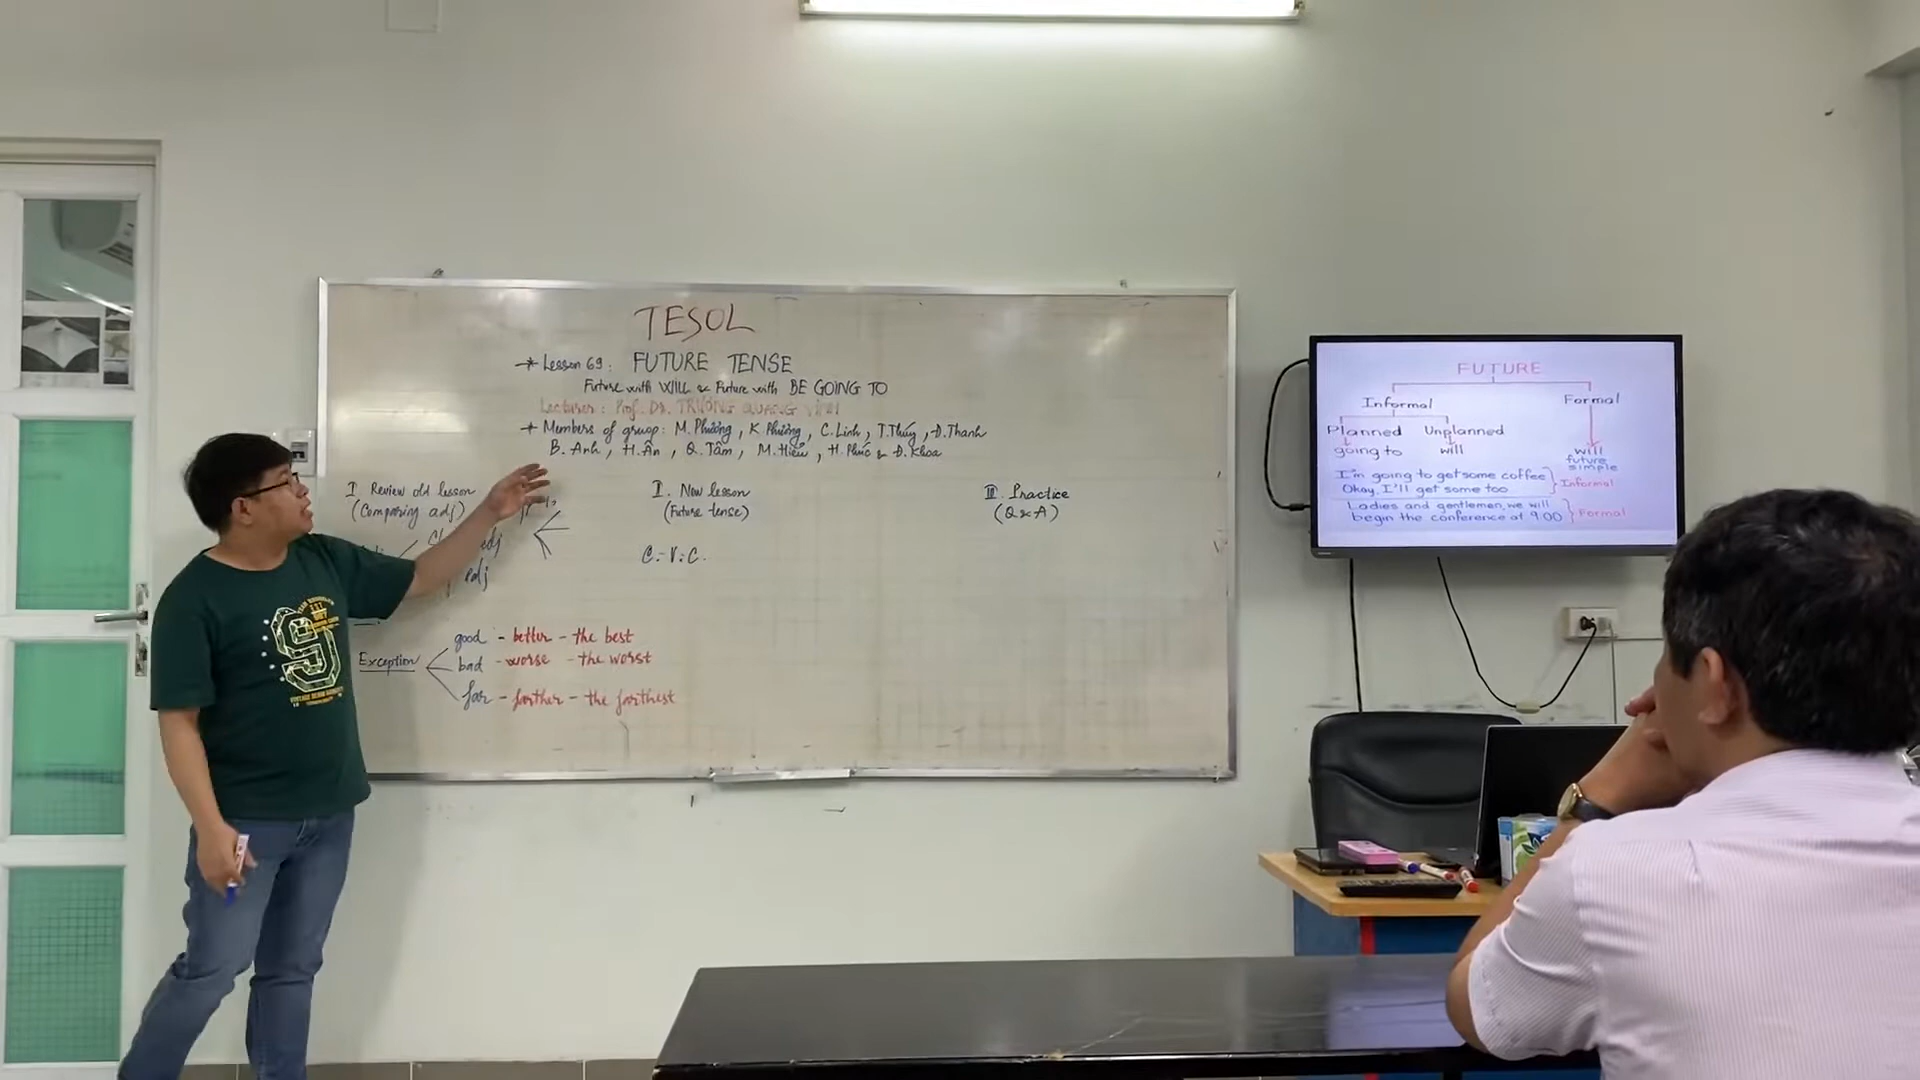 TESOL
* Lesson 69: FUTURE TENSE
Future with WILL & Future with BE GOING TO
Lecturer: Prof. Dr. TRƯƠNG QUANG VINH
* Members of group: M. Phương, K. Phương, C. Linh, T. Thúy, Đ. Thanh
B. Anh, H. Ân, Q. Tâm, M. Hiếu, H. Phúc & Đ. Khoa
I Review old lesson
(Comparing adj)
adj
adj
Exception
good - better - the best
bad - worse - the worst
far - farther - the farthest
I. New lesson
(Future tense)
C.-V.-C.
III. Practice
(Q & A)
FUTURE
Informal
Formal
Planned
Unplanned
going to
will
will
future
simple
I'm going to get some coffee
Okay, I'll get some too
Informal
Ladies and gentlemen, we will
begin the conference at 9:00
Formal
S